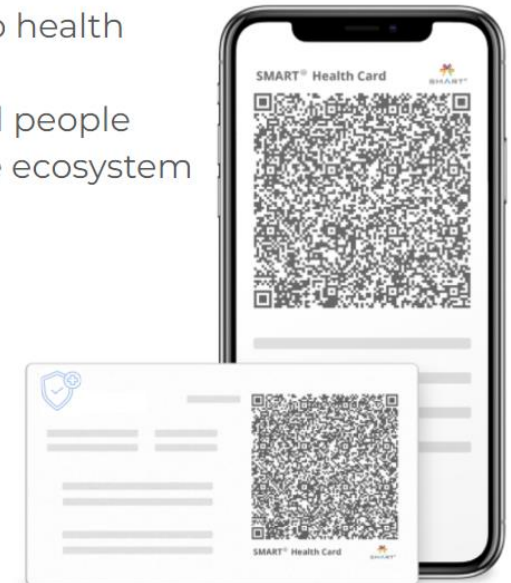 o health
l people
e ecosystem
SMART® Health Card
SMART®
SMART® Health Card
SMART®